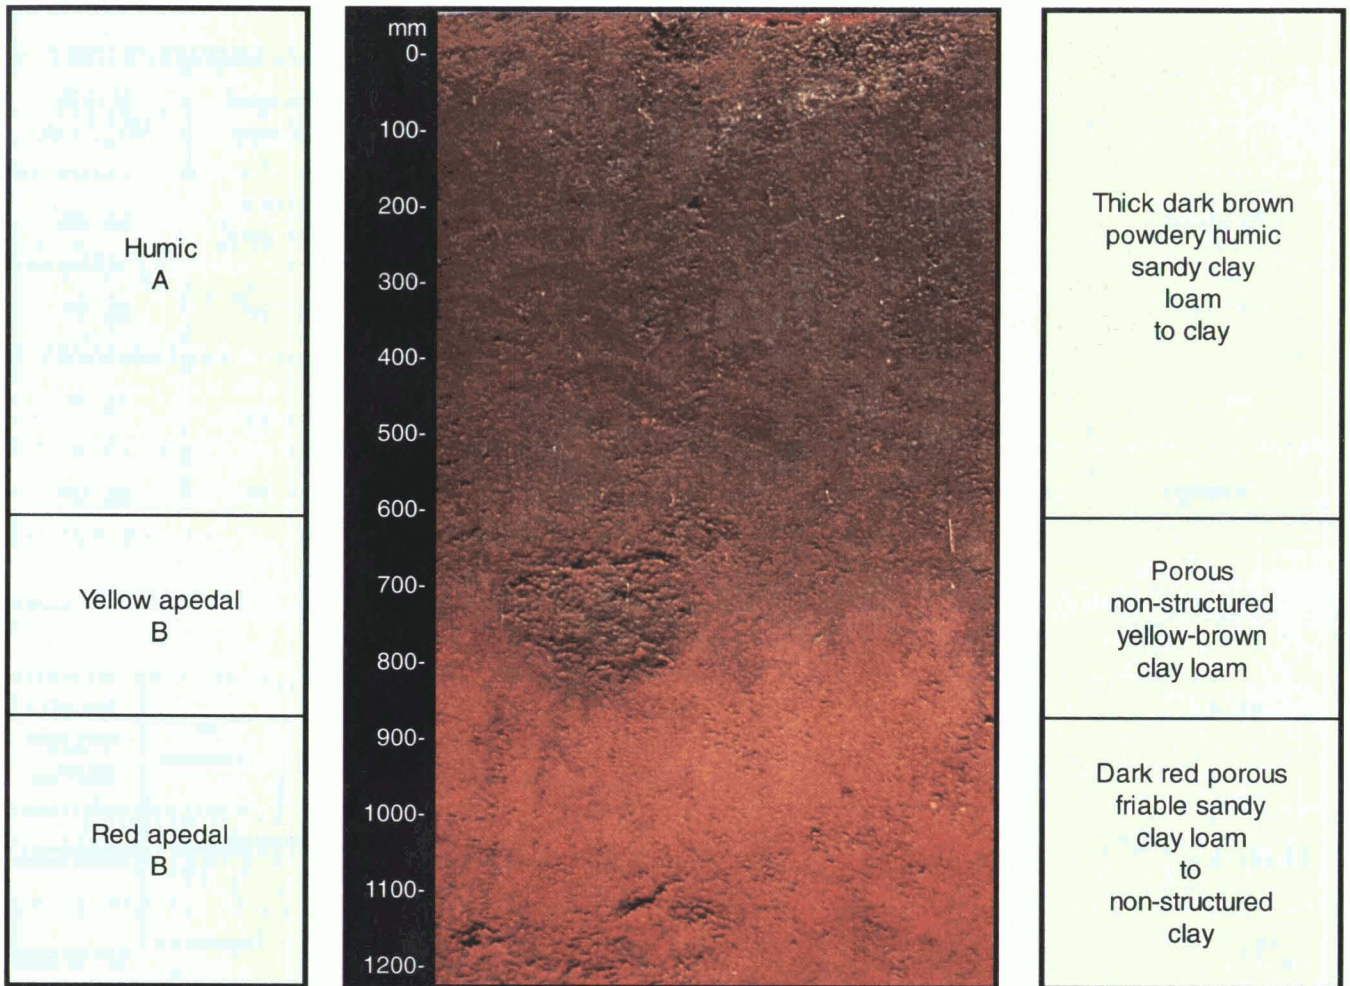 Humic
A
Yellow apedal
B
Red apedal
B
mm
0-
100-
200-
300-
400-
500-
600-
700-
800-
900-
1000-
1100-
1200-
Thick dark brown
powdery humic
sandy clay
loam
to clay
Porous
non-structured
yellow-brown
clay loam
Dark red porous
friable sandy
clay loam
to
non-structured
clay